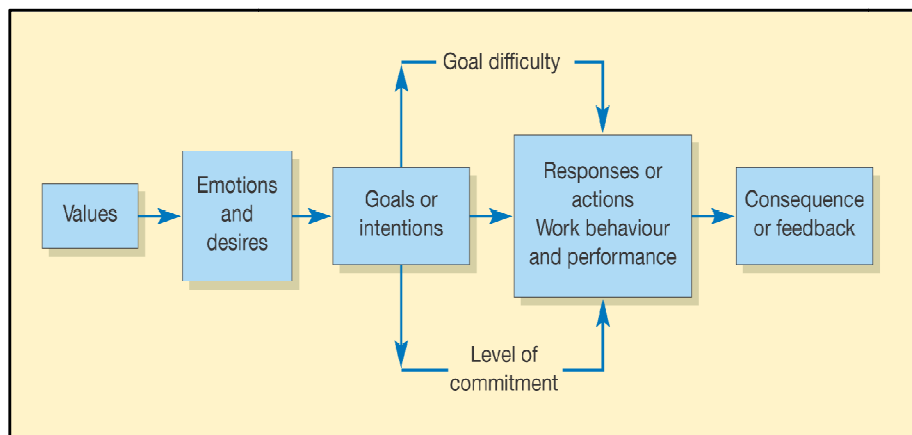 Goal difficulty
Values
Emotions
and
desires
Goals or
intentions
Responses or
actions
Work behaviour
and performance
Consequence
or feedback
Level of
commitment